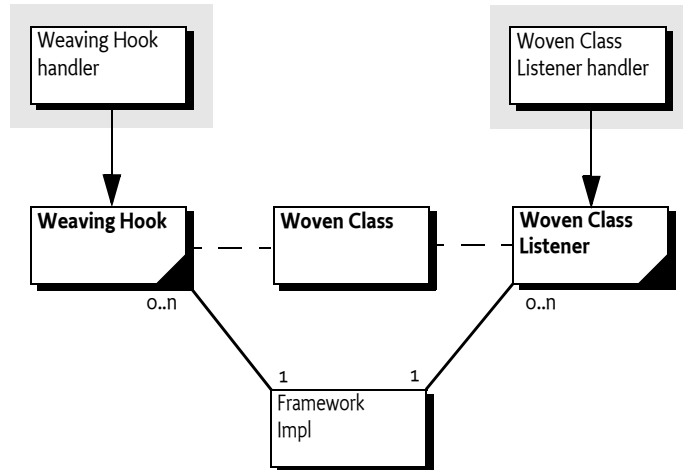 Weaving Hook
handler
Woven Class
Listener handler
Weaving Hook
Woven Class
Woven Class
Listener
0..n
0..n
1
1
Framework
Impl